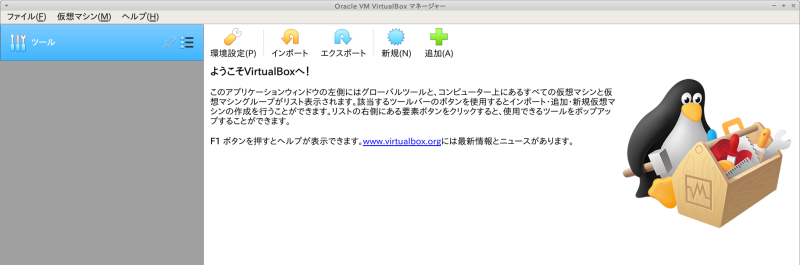 Oracle VM VirtualBox マネージャー
ファイル(F) 仮想マシン(M) ヘルプ(H)
ツール
環境設定(P) インポート エクスポート 新規(N) 追加(A)
ようこそVirtualBoxへ!
このアプリケーションウィンドウの左側にはグローバルツールと、コンピューター上にあるすべての仮想マシンと仮
想マシングループがリスト表示されます。該当するツールバーのボタンを使用するとインポート・追加・新規仮想マ
シンの作成を行うことができます。リストの右側にある要素ボタンをクリックすると、使用できるツールをポップアッ
プすることができます。
F1 ボタンを押すとヘルプが表示できます。www.virtualbox.orgには最新情報とニュースがあります。